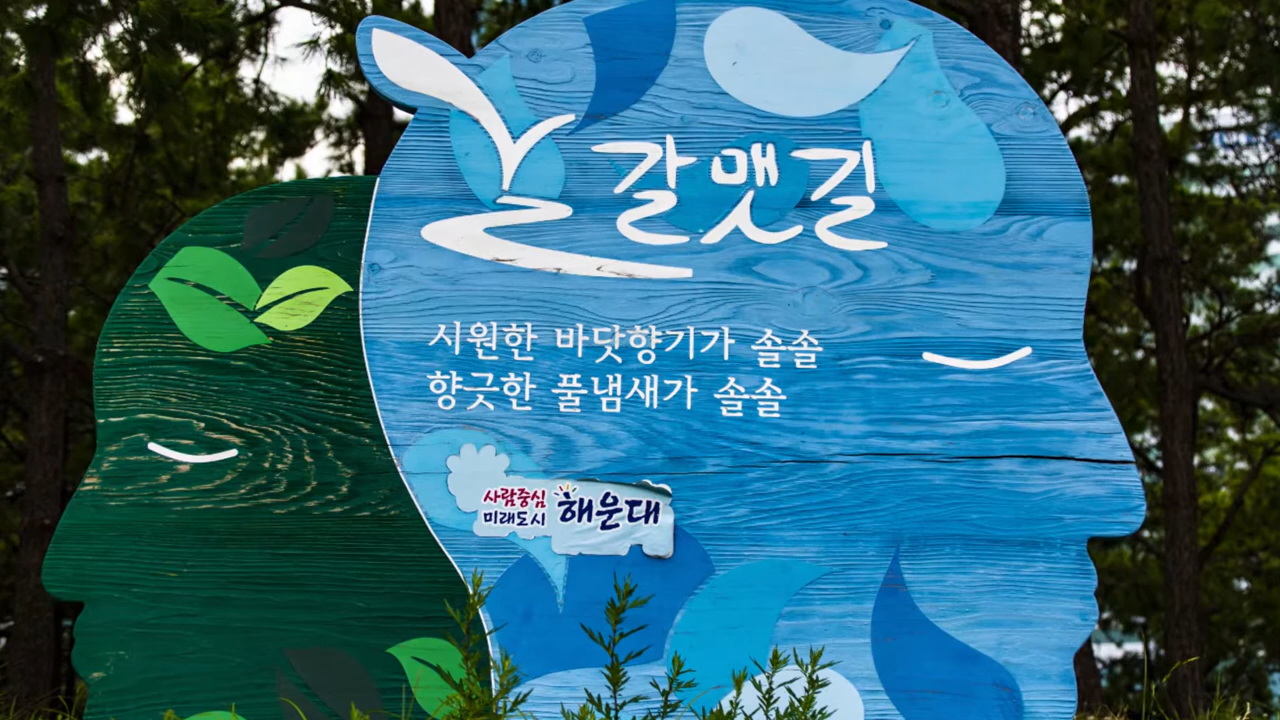 갈맷길
시원한 바닷향기가 솔솔
향긋한 풀냄새가 솔솔
사람중심
미래도시
해운대